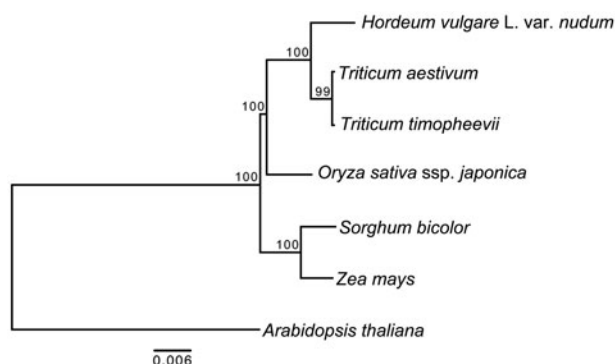 Hordeum vulgare L. var. nudum
100
Triticum aestivum
99
100
Triticum timopheevii
Oryza sativa ssp. japonica
100
Sorghum bicolor
100
Zea mays
Arabidopsis thaliana
0.006